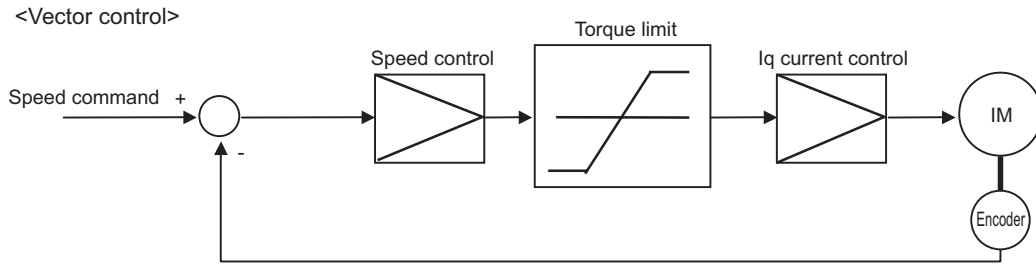 <Vector control>
Torque limit
Speed control
Iq current control
Speed command
+
-
IM
Encoder